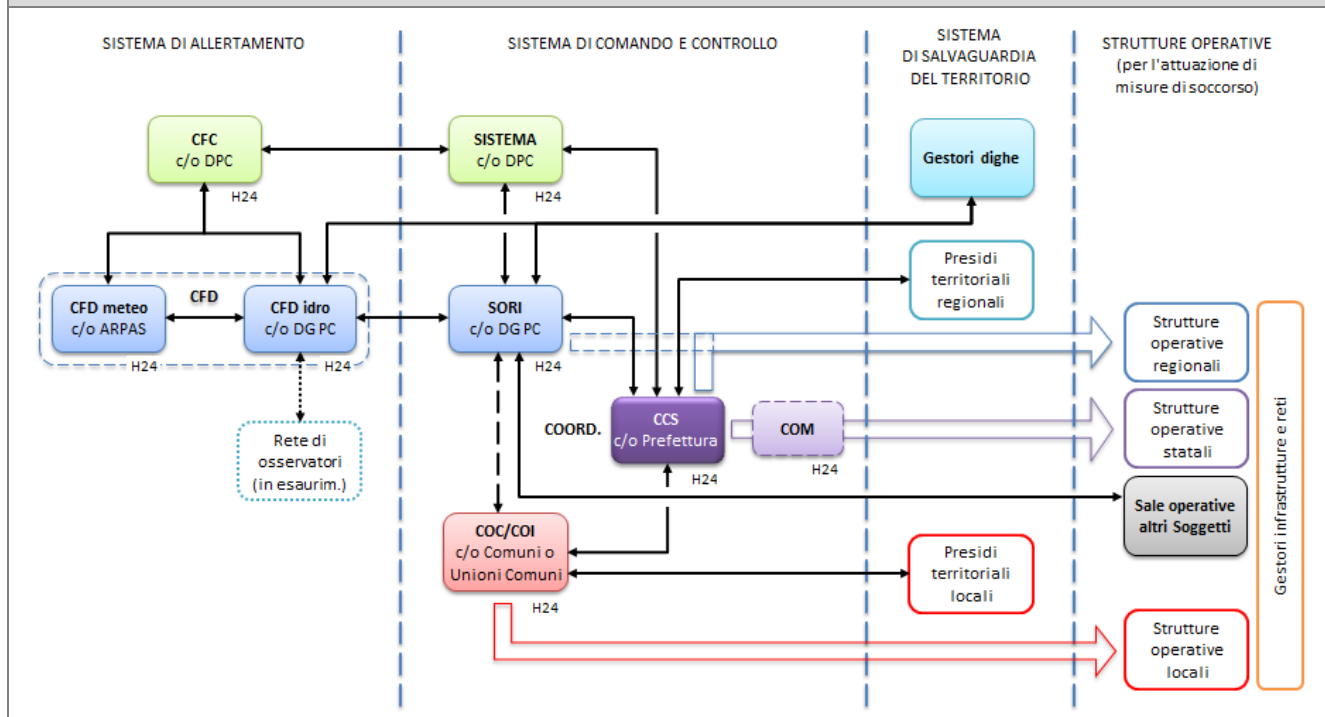 SISTEMA DI ALLERTAMENTO
SISTEMA DI COMANDO E CONTROLLO
SISTEMA
DI SALVAGUARDIA
DEL TERRITORIO
STRUTTURE OPERATIVE
(per l'attuazione di
misure di soccorso)
CFC
c/o DPC
H24
SISTEMA
c/o DPC
H24
Gestori dighe
Presidi
territoriali
regionali
CFD meteo
c/o ARPAS
H24
CFD
CFD idro
c/o DG PC
H24
SORI
c/o DG PC
H24
Strutture
operative
regionali
Rete di
osservatori
(in esaurim.)
COORD.
CCS
c/o Prefettura
H24
COM
H24
Strutture
operative
statali
Sale operative
altri Soggetti
COC/COI
c/o Comuni o
Unioni Comuni
H24
Presidi
territoriali
locali
Strutture
operative
locali
Gestori infrastrutture e reti